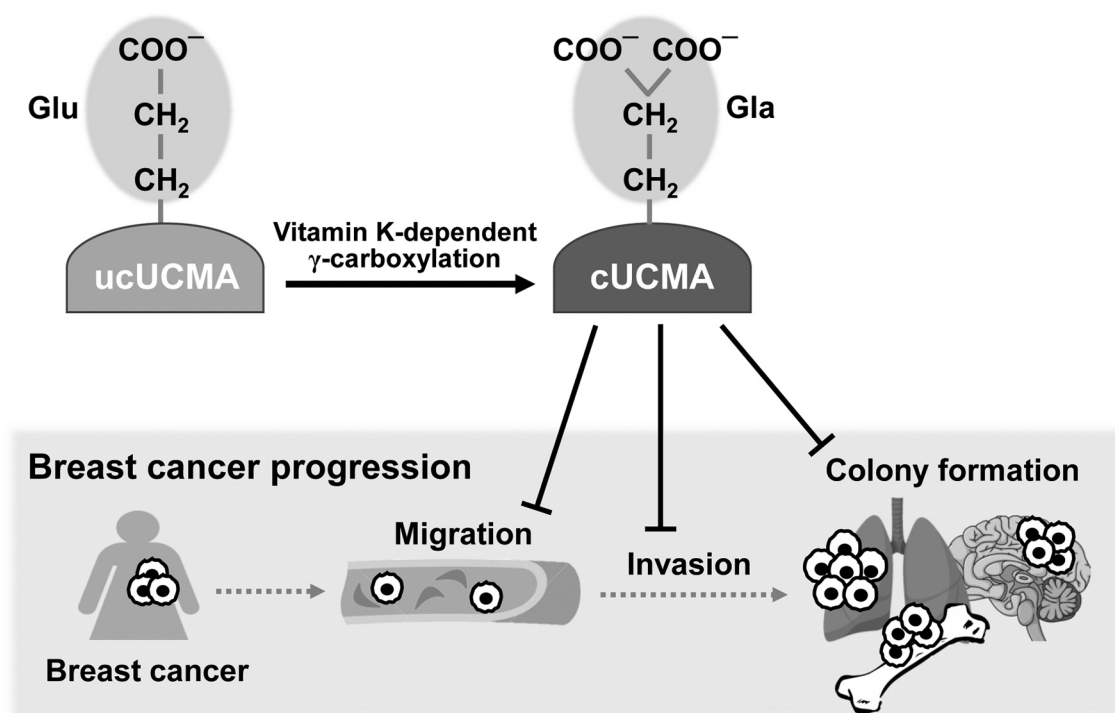 COO⁻
COO⁻ COO⁻
Glu
CH₂
CH₂
Gla
CH₂
CH₂
ucUCMA
Vitamin K-dependent
γ-carboxylation
cUCMA
Breast cancer progression
Colony formation
Migration
Invasion
Breast cancer